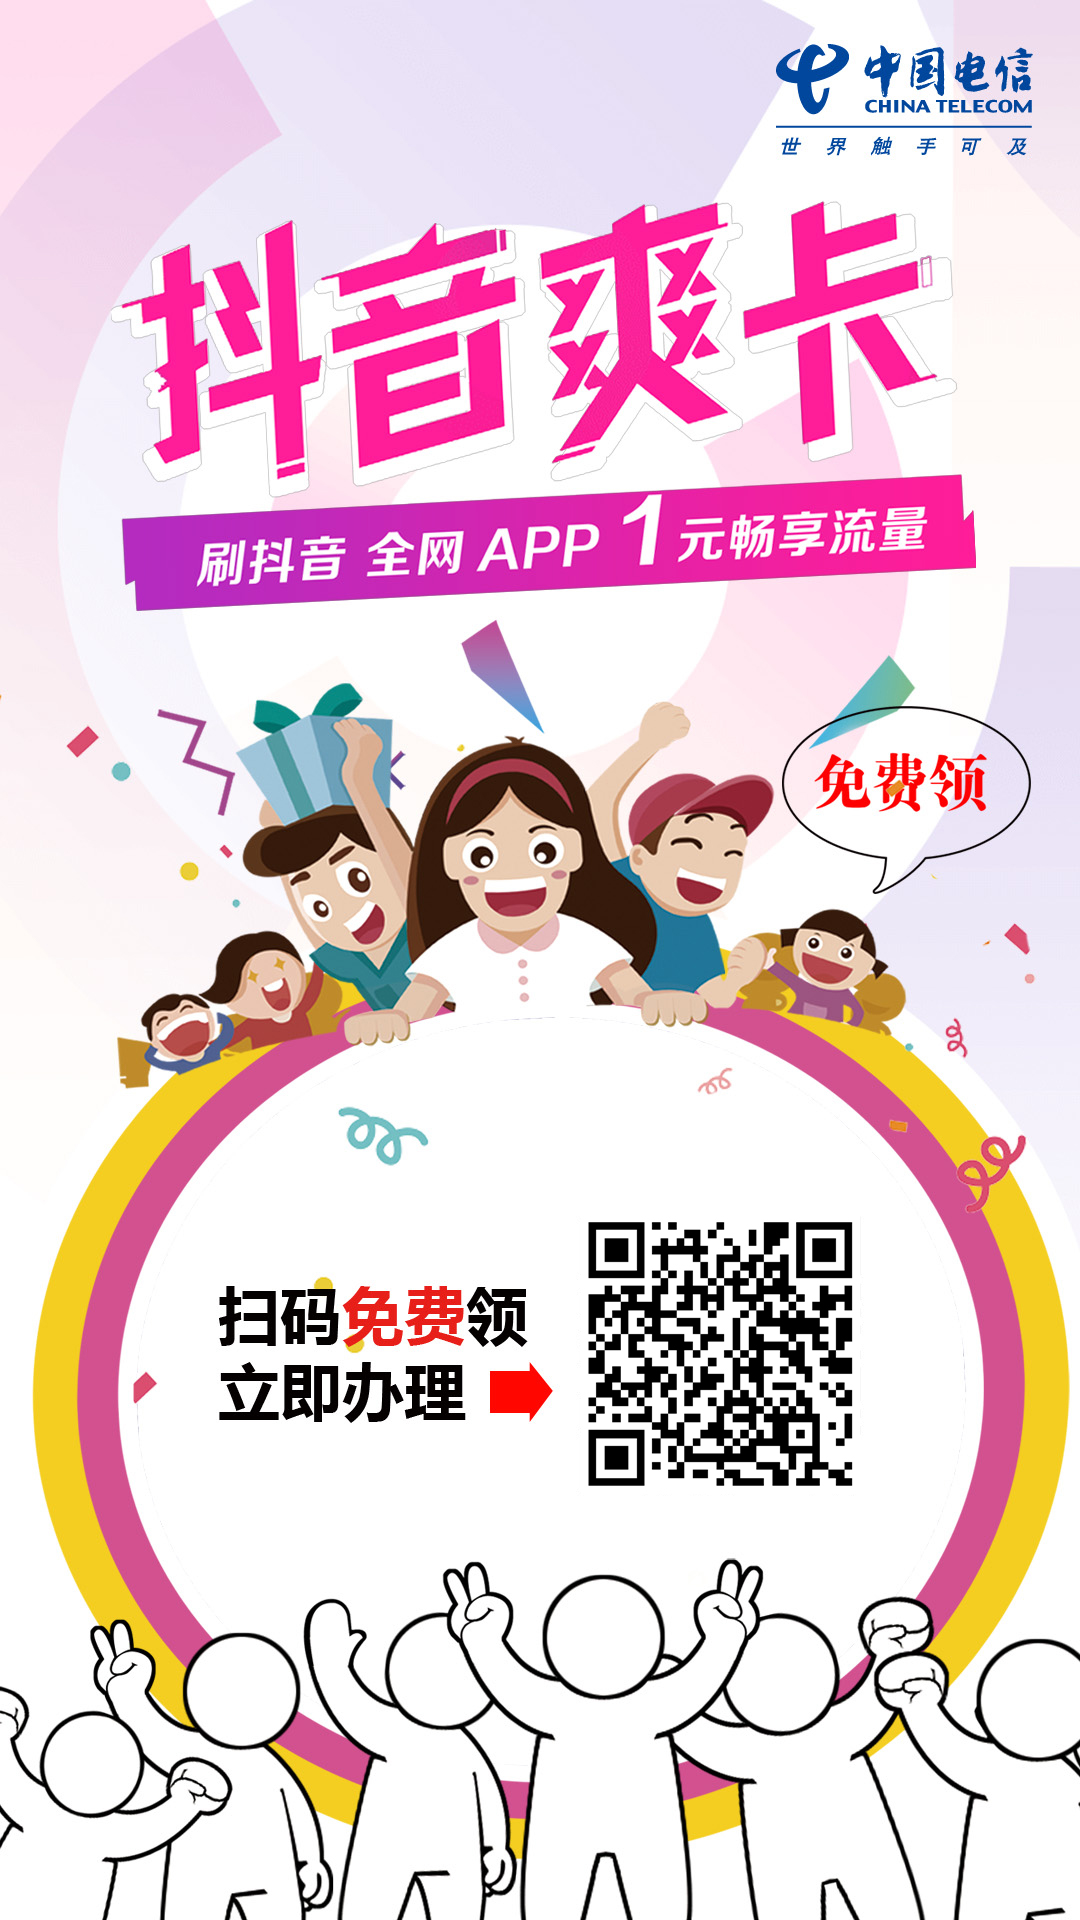 中国电信
CHINA TELECOM
世界触手可及
抖音爽卡
刷抖音 全网 APP 1元畅享流量
免费领
扫码免费领
立即办理